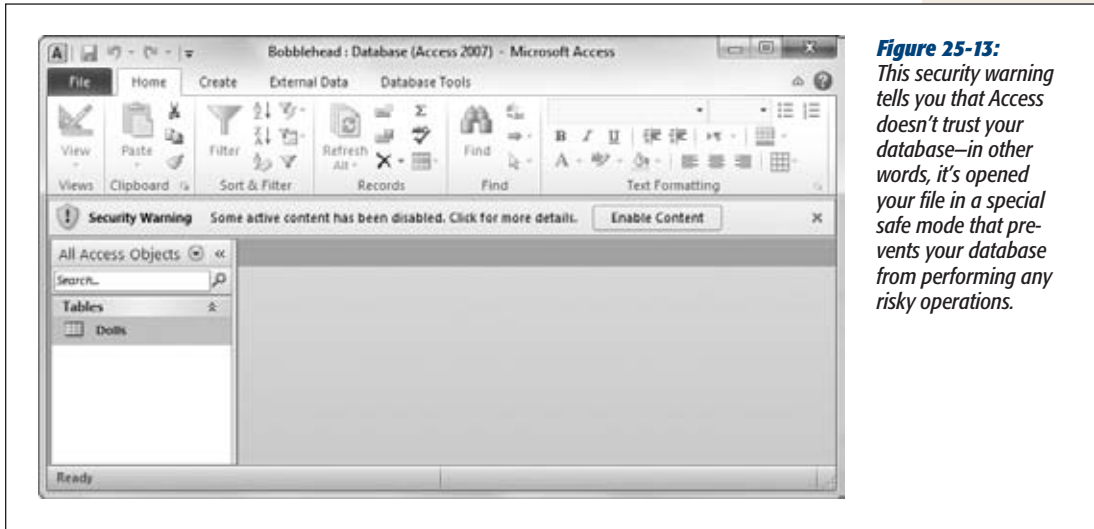 Bobblehead : Database (Access 2007) - Microsoft Access
File Home Create External Data Database Tools
View Paste Filter Refresh All Find
B I U
A
Views Clipboard Sort & Filter Records Find Text Formatting
Security Warning Some active content has been disabled. Click for more details. Enable Content
All Access Objects
Search...
Tables
Dolls
Ready
Figure 25-13:
This security warning
tells you that Access
doesn't trust your
database—in other
words, it's opened
your file in a special
safe mode that pre-
vents your database
from performing any
risky operations.